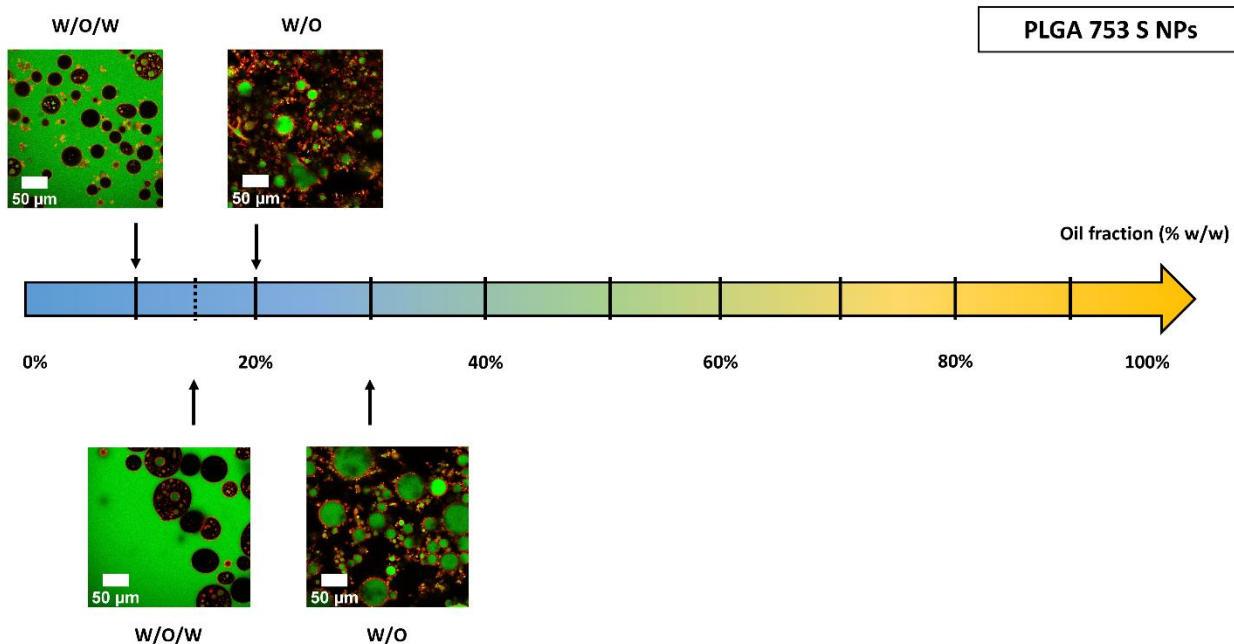 W/O/W
W/O
PLGA 753 S NPs
50 µm
50 µm
Oil fraction (% w/w)
0%
20%
40%
60%
80%
100%
50 µm
50 µm
W/O/W
W/O